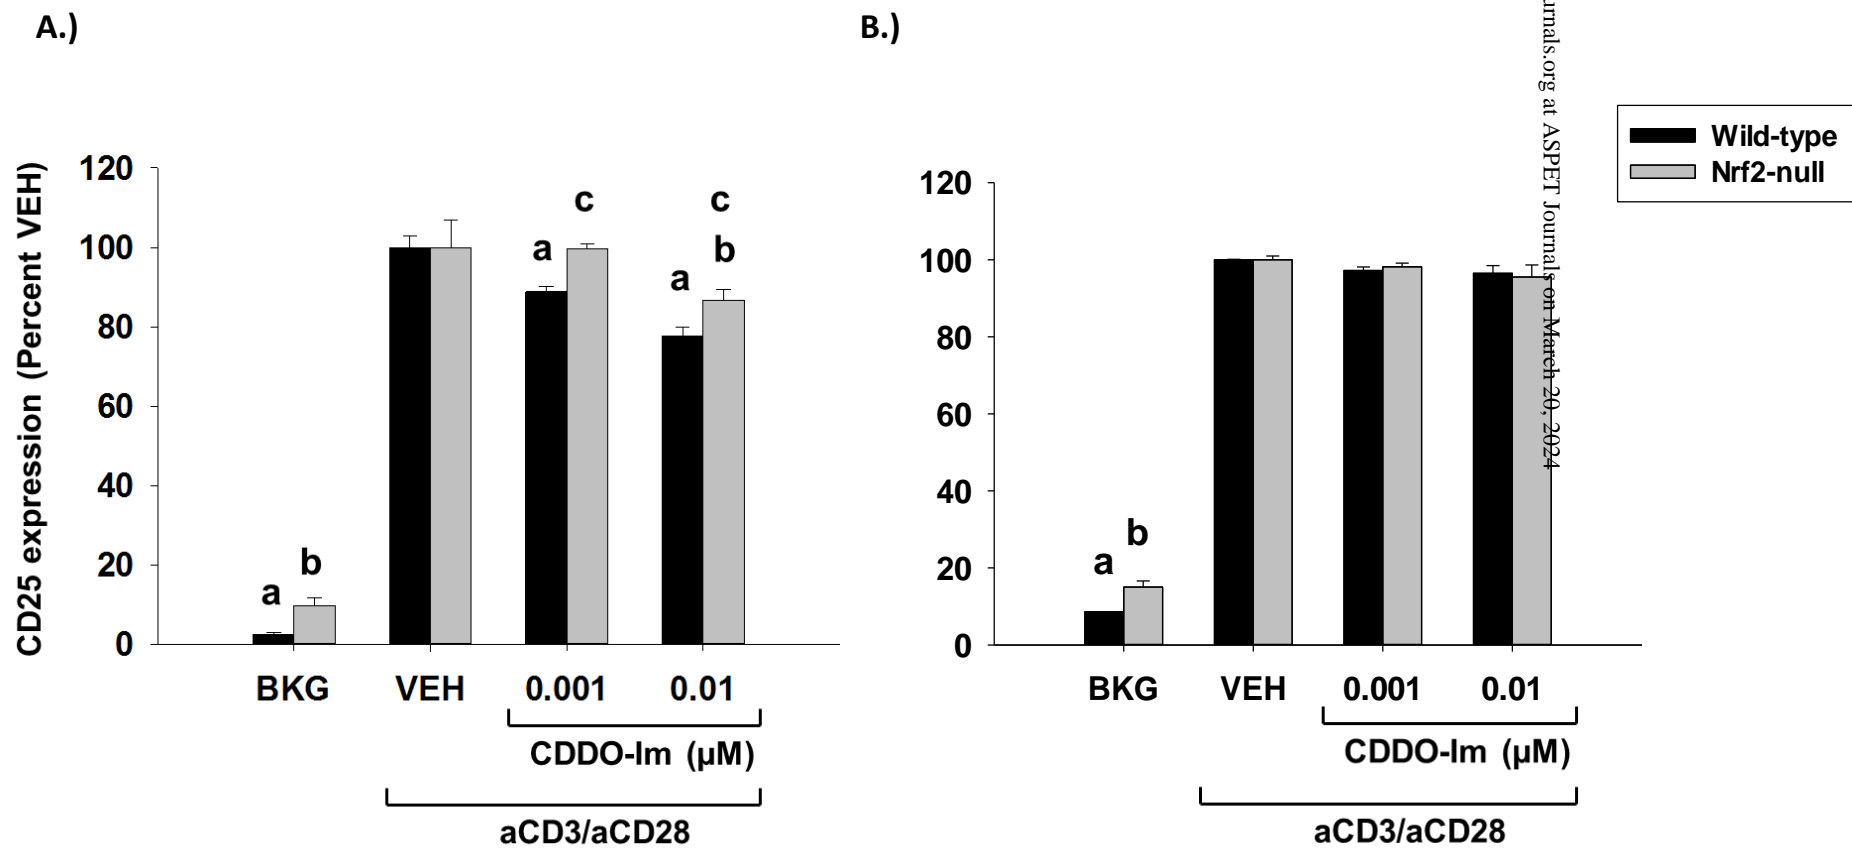 A.)
CD25 expression (Percent VEH)
120
100
80
60
40
20
0
a
b
a
c
a
c
b
BKG
VEH
0.001
0.01
CDDO-Im (µM)
aCD3/aCD28
B.)
120
100
80
60
40
20
0
a
b
BKG
VEH
0.001
0.01
CDDO-Im (µM)
aCD3/aCD28
Wild-type
Nrf2-null
at ASPET Journals on March 20, 2024